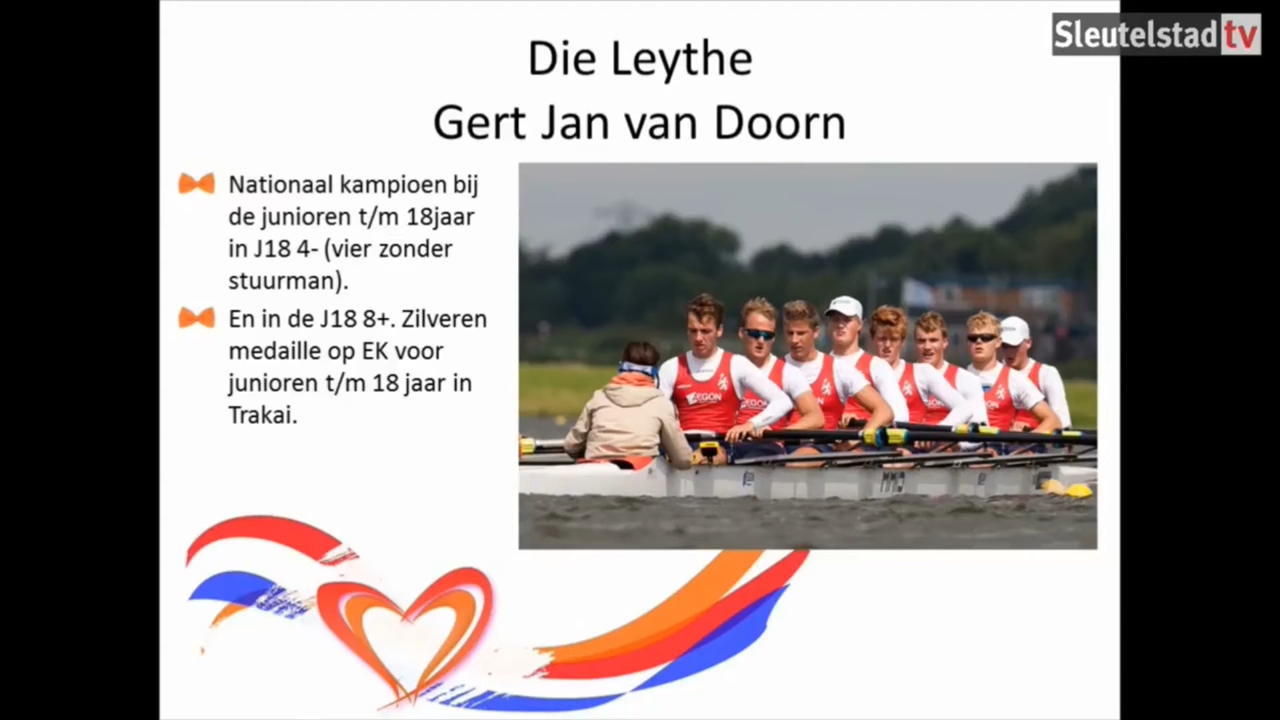 Sleutelstad tv
Die Leythe
Gert Jan van Doorn
Nationaal kampioen bij
de junioren t/m 18jaar
in J18 4- (vier zonder
stuurman).
En in de J18 8+. Zilveren
medaille op EK voor
junioren t/m 18 jaar in
Trakai.
AEGON